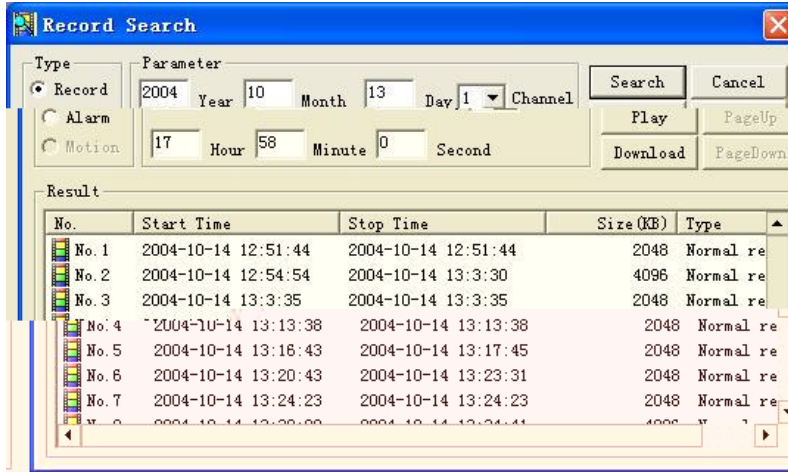 Record Search
Type Parameter
Record 2004 Year 10 Month 13 Day 1 Channel Search Cancel
Alarm Play PageUp
Motion 17 Hour 58 Minute 0 Second Download PageDown
Result
No. Start Time Stop Time Size(KB) Type
No.1 2004-10-14 12:51:44 2004-10-14 12:51:44 2048 Normal re
No.2 2004-10-14 12:54:54 2004-10-14 13:3:30 4096 Normal re
No.3 2004-10-14 13:3:35 2004-10-14 13:3:35 2048 Normal re
No.4 2004-10-14 13:13:38 2004-10-14 13:13:38 2048 Normal re
No.5 2004-10-14 13:16:43 2004-10-14 13:17:45 2048 Normal re
No.6 2004-10-14 13:20:43 2004-10-14 13:23:31 2048 Normal re
No.7 2004-10-14 13:24:23 2004-10-14 13:24:23 2048 Normal re